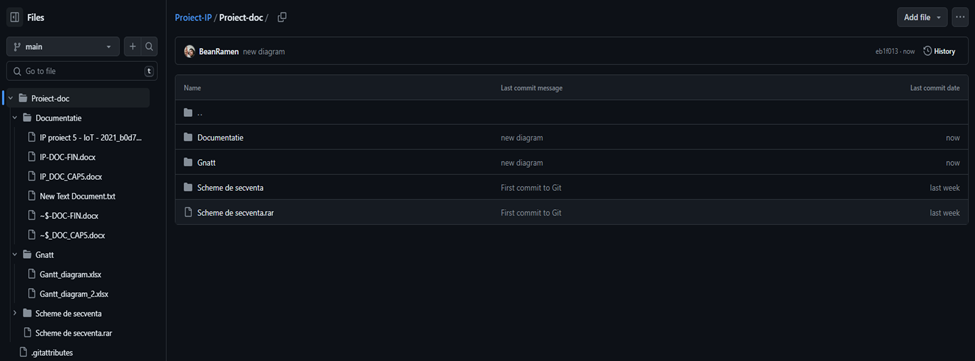 Files
main
Go to file
t
Proiect-doc
Documentatie
IP proiect 5 - IoT - 2021_b0d7...
IP-DOC-FIN.docx
IP_DOC_CAPS.docx
New Text Document.txt
~$-DOC-FIN.docx
~$_DOC_CAPS.docx
Gnatt
Gantt_diagram.xlsx
Gantt_diagram_2.xlsx
Scheme de secventa
Scheme de secventa.rar
.gitattributes
Proiect-IP / Proiect-doc /
Add file
BeanRamen new diagram
eb1f013 · now History
Name Last commit message Last commit date
..
Documentatie new diagram now
Gnatt new diagram now
Scheme de secventa First commit to Git last week
Scheme de secventa.rar First commit to Git last week